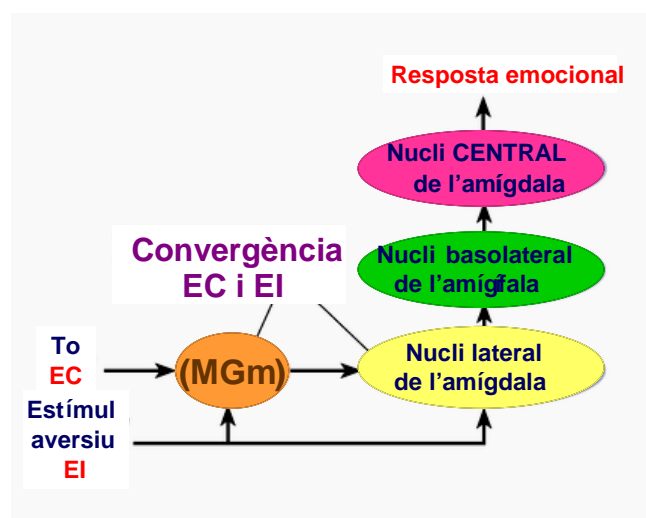 Resposta emocional
Nucli CENTRAL
de l’amígdala
Convergència
EC i EI
Nucli basolateral
de l’amígdala
To
EC
(MGm)
Nucli lateral
de l’amígdala
Estímul
aversiu
EI